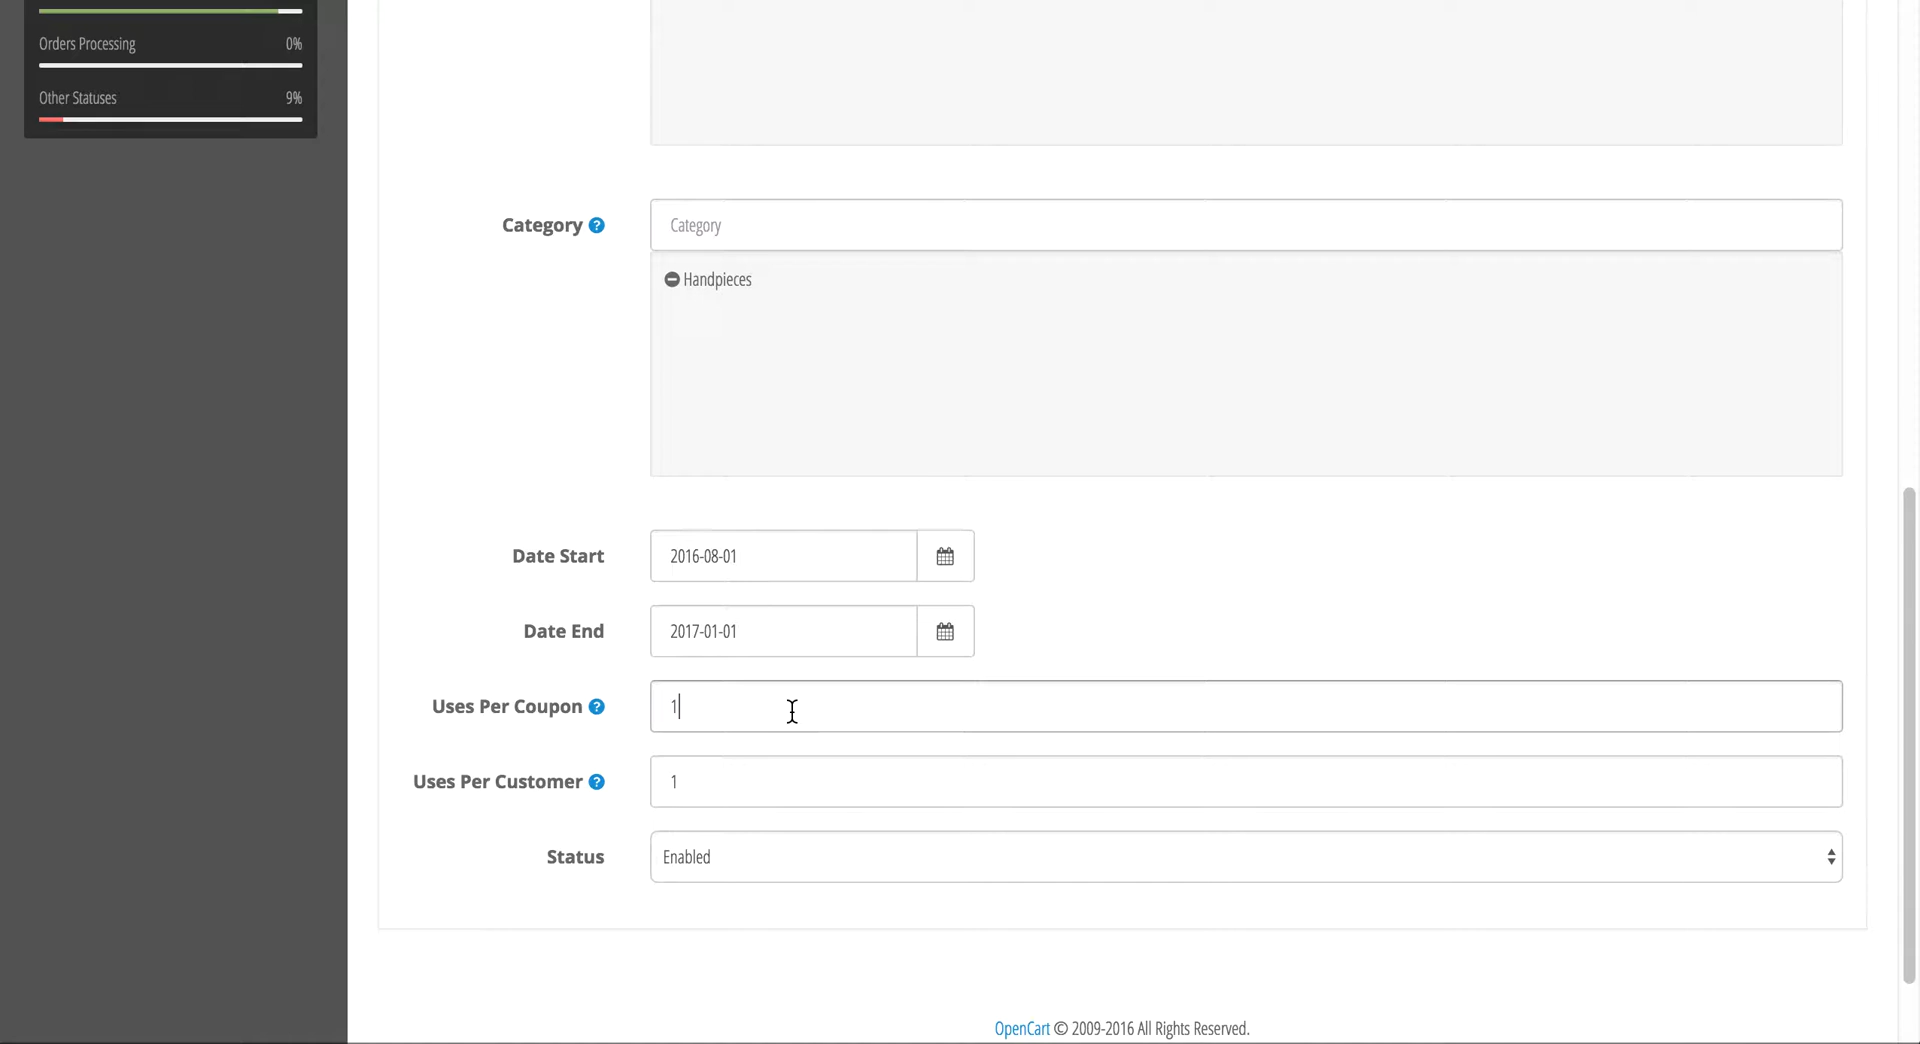 Orders Processing 0%
Other Statuses 9%
Category Category
Handpieces
Date Start 2016-08-01
Date End 2017-01-01
Uses Per Coupon 1
Uses Per Customer 1
Status Enabled
OpenCart © 2009-2016 All Rights Reserved.